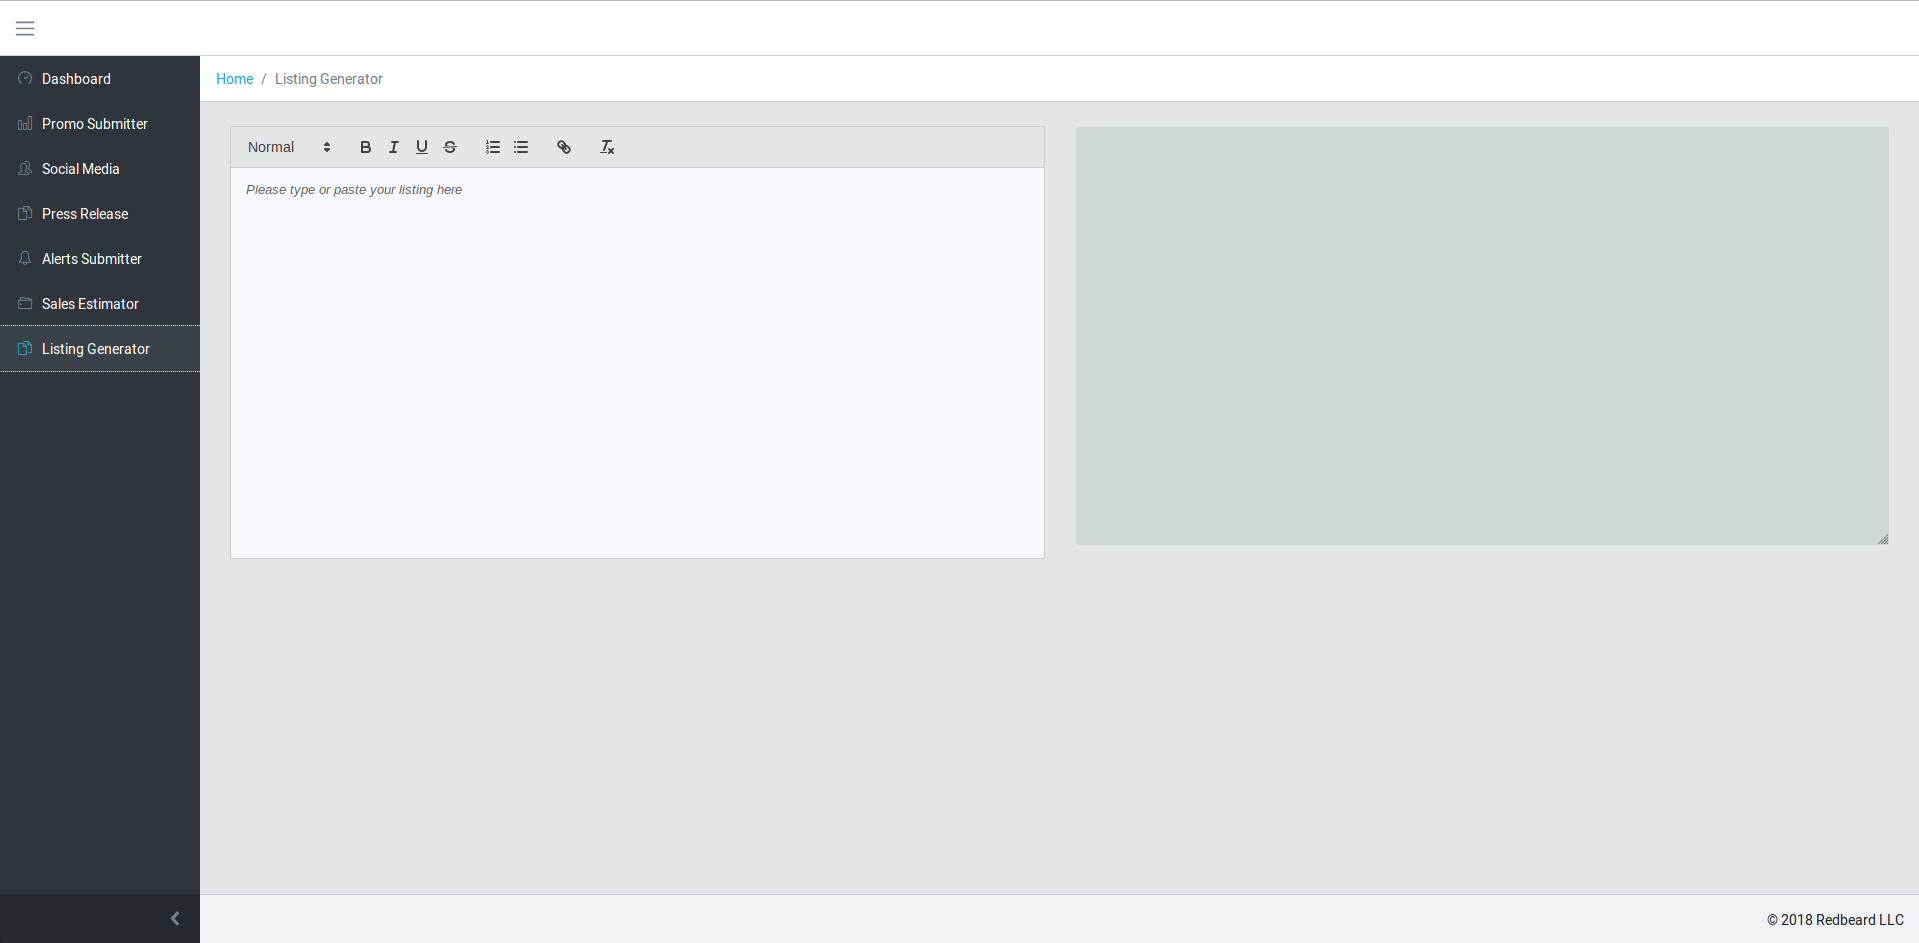 Home / Listing Generator
Dashboard
Promo Submitter
Social Media
Press Release
Alerts Submitter
Sales Estimator
Listing Generator
Normal
Please type or paste your listing here
© 2018 Redbeard LLC